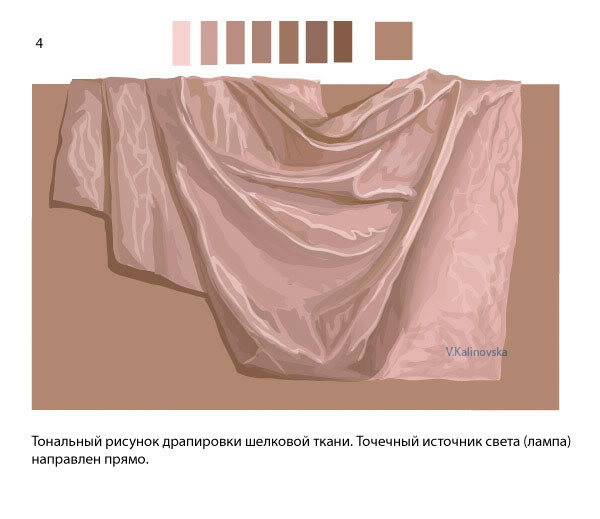 4
V.Kalinovska
Тональный рисунок драпировки шелковой ткани. Точечный источник света (лампа)
направлен прямо.